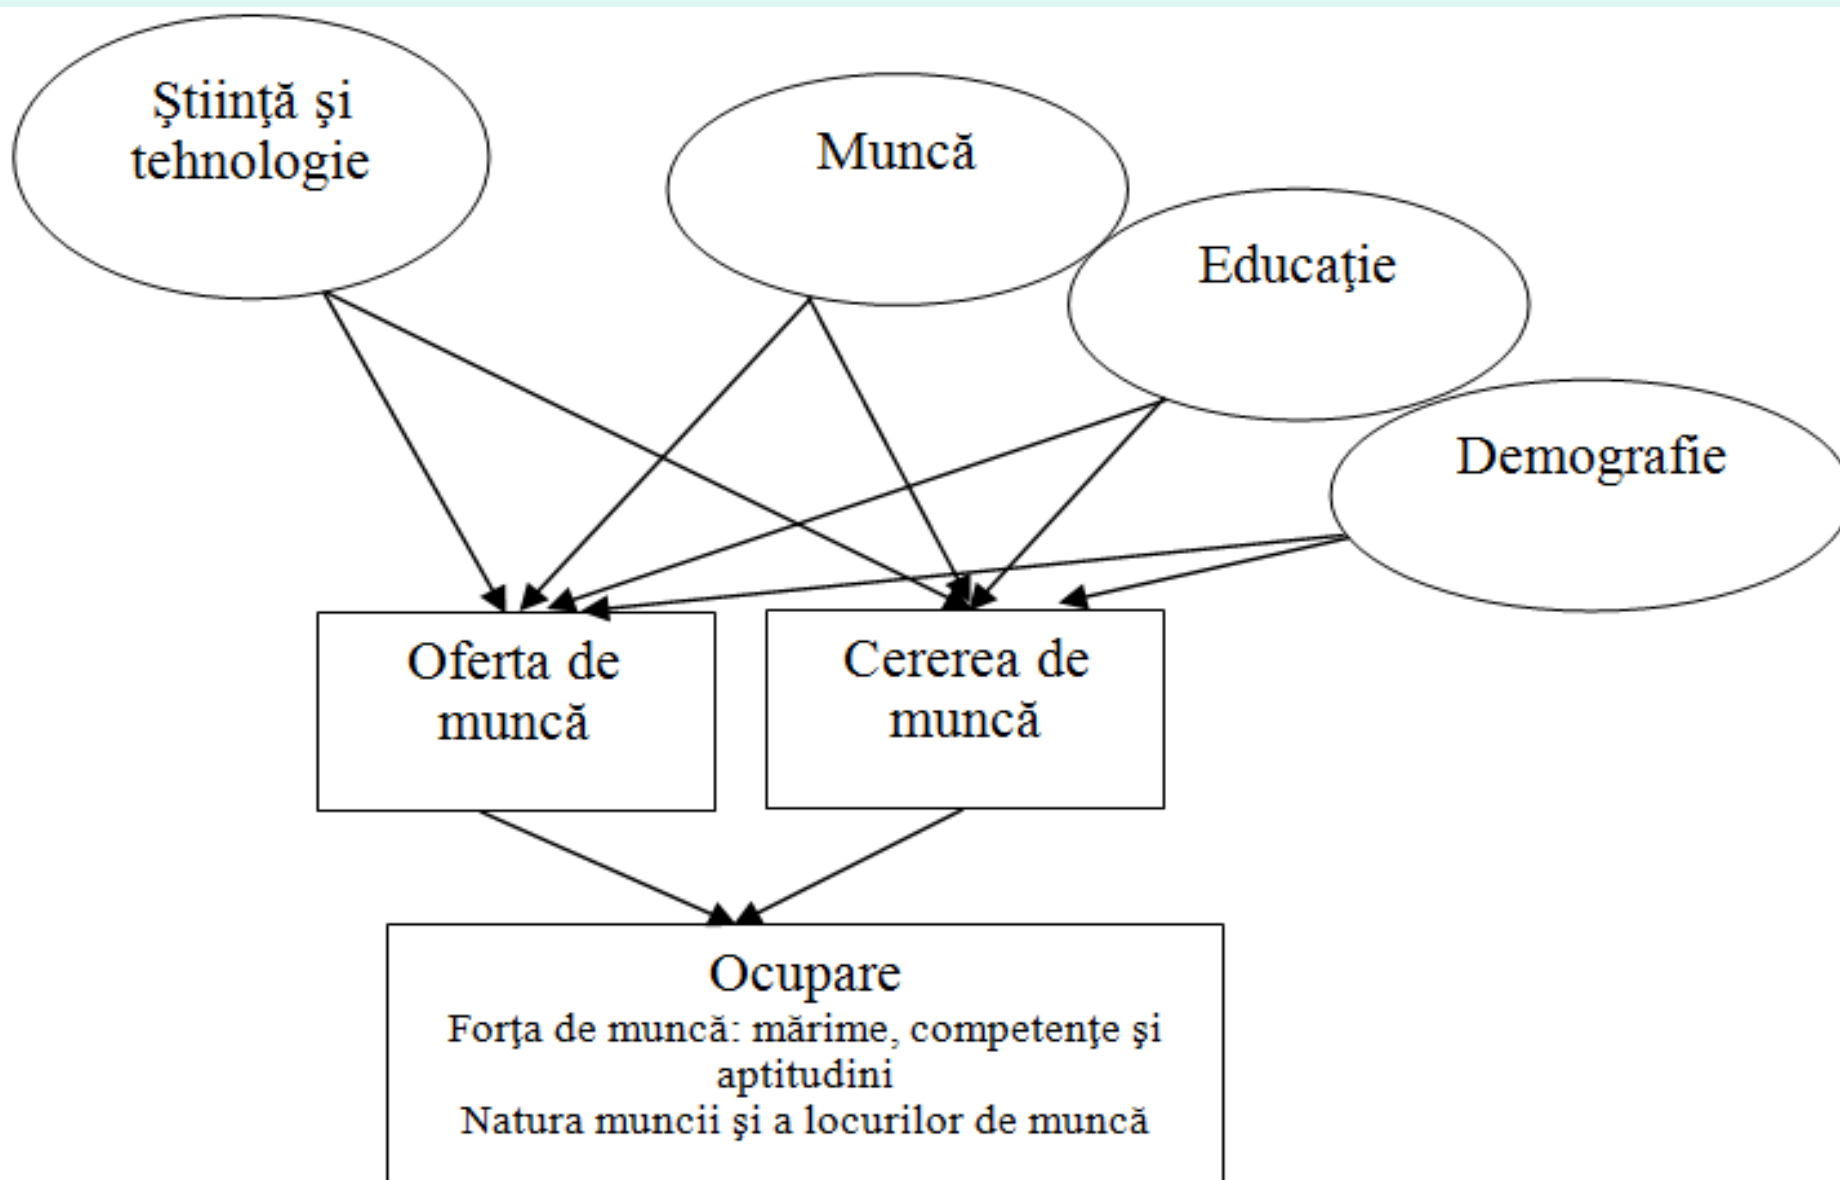 Ştiinţă şi
tehnologie
Muncă
Educaţie
Demografie
Oferta de
muncă
Cererea de
muncă
Ocupare
Forţa de muncă: mărime, competenţe şi
aptitudini
Natura muncii şi a locurilor de muncă